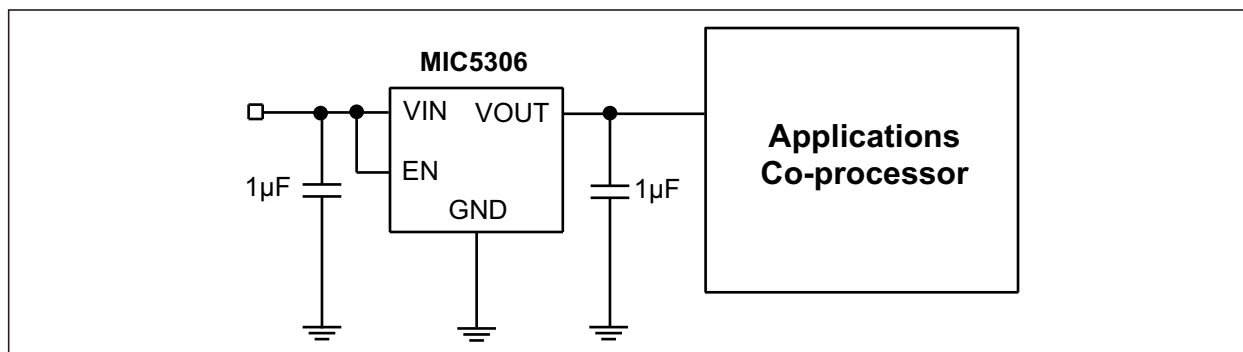 MIC5306
VIN VOUT
EN
GND
1µF
1µF
Applications
Co-processor